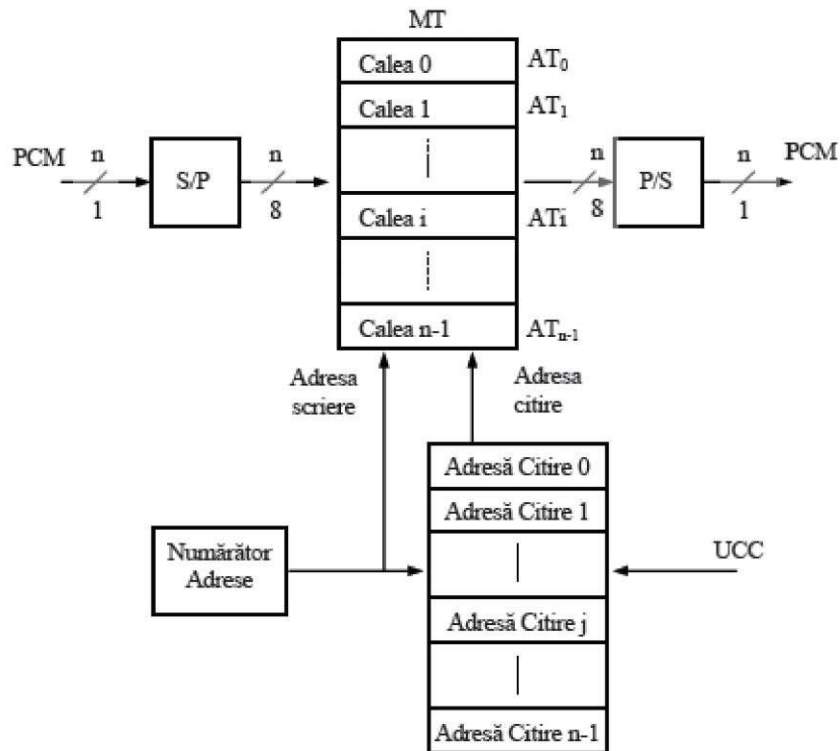 MT
Calea 0
AT0
Calea 1
AT1
PCM
n
1
S/P
n
8
n
8
P/S
n
1
PCM
Calea i
ATi
Calea n-1
ATn-1
Adresa
scriere
Adresa
citire
Adresă Citire 0
Adresă Citire 1
Numărător
Adrese
UCC
Adresă Citire j
Adresă Citire n-1